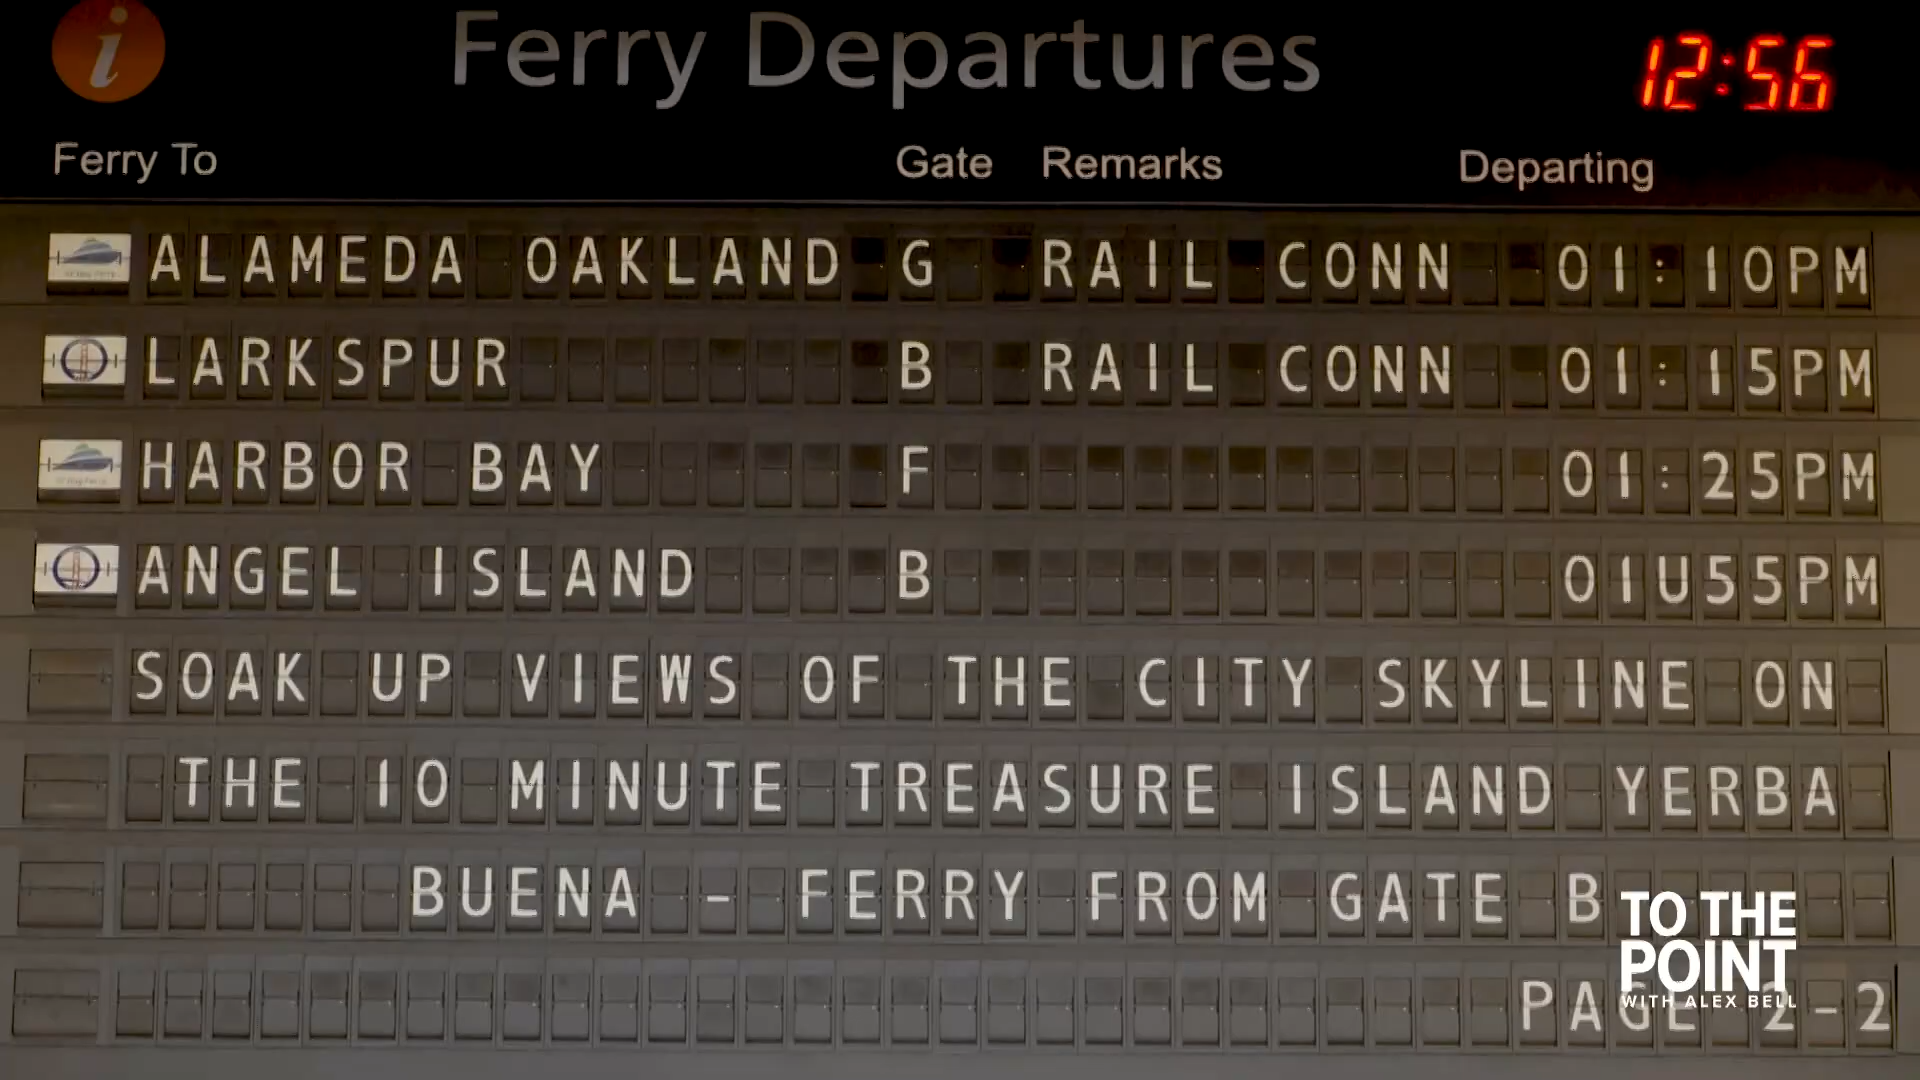 i Ferry Departures 12:56
Ferry To Gate Remarks Departing
ALAMEDA OAKLAND G RAIL CONN 01:10PM
LARKSPUR B RAIL CONN 01:15PM
HARBOR BAY F 01:25PM
ANGEL ISLAND B 01U55PM
SOAK UP VIEWS OF THE CITY SKYLINE ON
THE 10 MINUTE TREASURE ISLAND YERBA
BUENA - FERRY FROM GATE B
PAGE 2-2
TO THE
POINT
WITH ALEX BELL